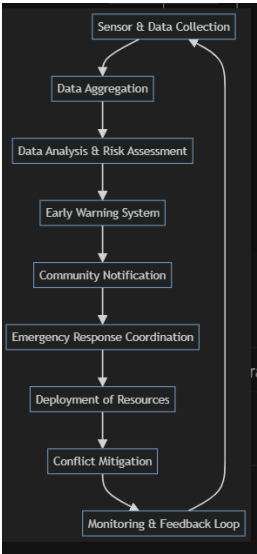 Sensor & Data Collection
Data Aggregation
Data Analysis & Risk Assessment
Early Warning System
Community Notification
Emergency Response Coordination
Deployment of Resources
Conflict Mitigation
Monitoring & Feedback Loop